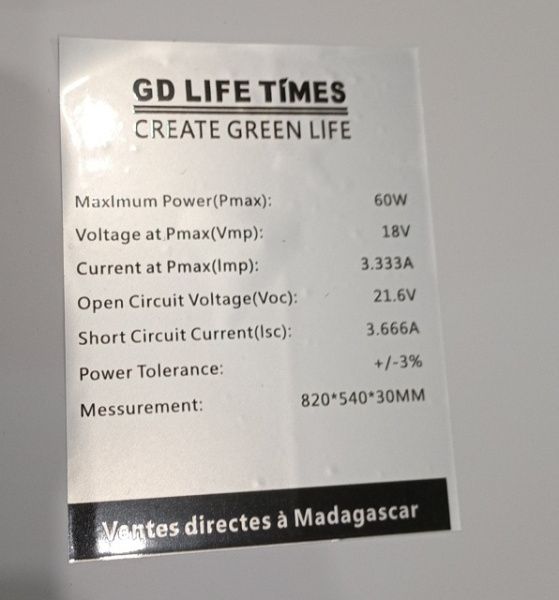 GD LIFE TÍMES
CREATE GREEN LIFE
MaxImum Power(Pmax): 60W
Voltage at Pmax(Vmp): 18V
Current at Pmax(Imp): 3.333A
Open Circuit Voltage(Voc): 21.6V
Short Circuit Current(Isc): 3.666A
Power Tolerance: +/-3%
Messurement: 820*540*30MM
Ventes directes à Madagascar